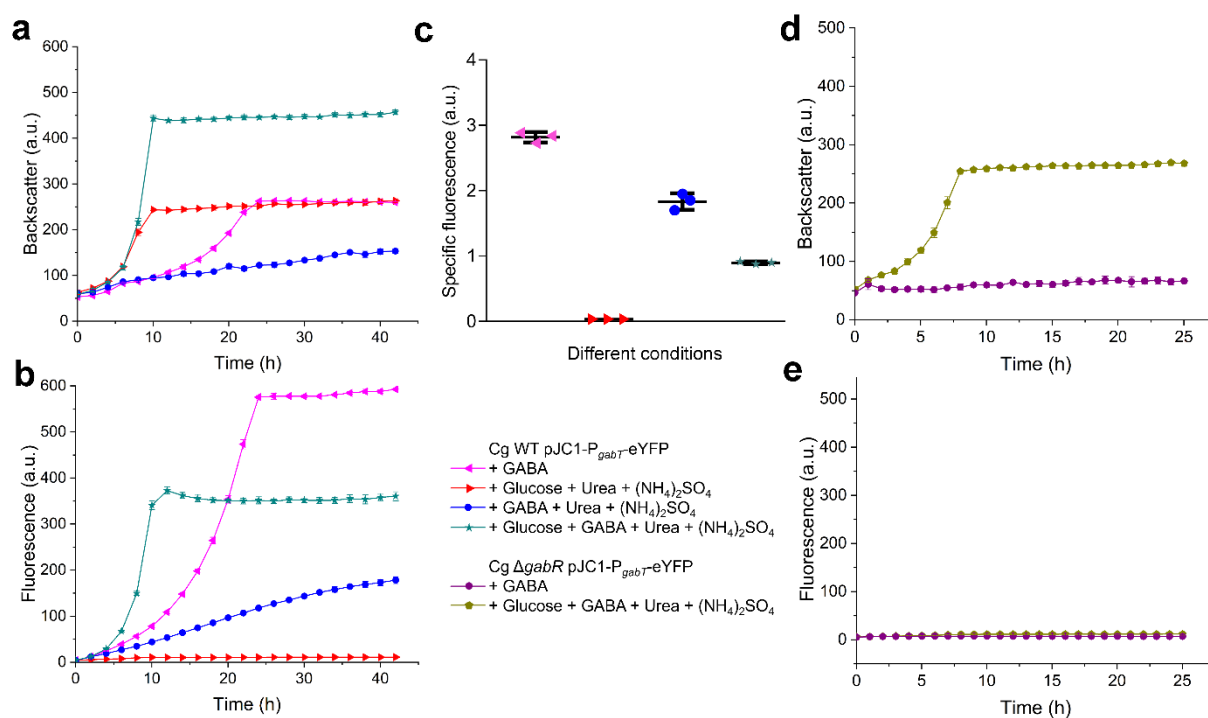 a
Backscatter (a.u.)
600
500
400
300
200
100
0
0 10 20 30 40
Time (h)
c
Specific fluorescence (a.u.)
4
3
2
1
0
Different conditions
d
Backscatter (a.u.)
500
400
300
200
100
0
0 5 10 15 20 25
Time (h)
b
Fluorescence (a.u.)
600
500
400
300
200
100
0
0 10 20 30 40
Time (h)
Cg WT pJC1-P_gabT-eYFP
+ GABA
+ Glucose + Urea + (NH₄)₂SO₄
+ GABA + Urea + (NH₄)₂SO₄
+ Glucose + GABA + Urea + (NH₄)₂SO₄
Cg ΔgabR pJC1-P_gabT-eYFP
+ GABA
+ Glucose + GABA + Urea + (NH₄)₂SO₄
e
Fluorescence (a.u.)
500
400
300
200
100
0
0 5 10 15 20 25
Time (h)